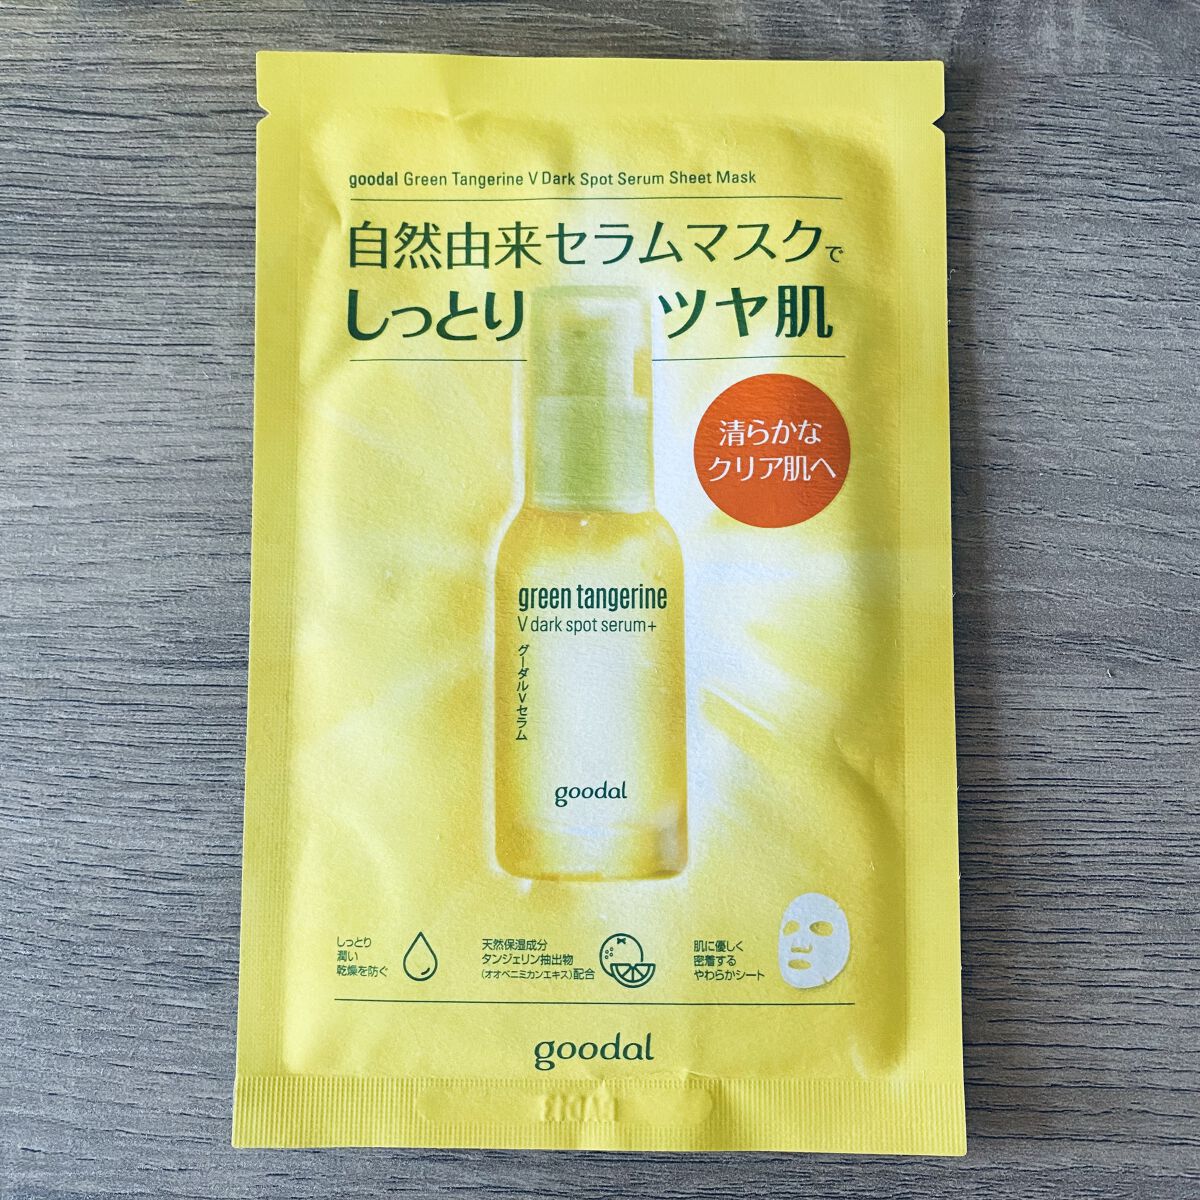 goodal Green Tangerine V Dark Spot Serum Sheet Mask
自然由来セラムマスクで
しっとり ツヤ肌
清らかな
クリア肌へ
green tangerine
V dark spot serum+
グーダルVセラム
goodal
しっとり
潤い
乾燥を防ぐ
天然保湿成分
タンジェリン抽出物
(オオベニミカンエキス)配合
肌に優しく
密着する
やわらかシート
goodal